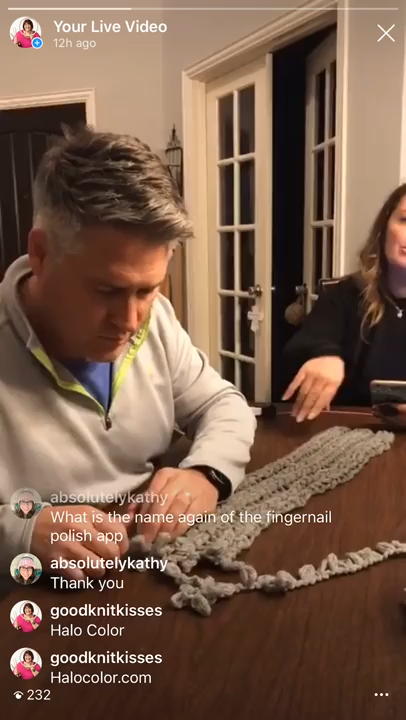 Your Live Video
12h ago
absolutelykathy
What is the name again of the fingernail
polish app
absolutelykathy
Thank you
goodknitkisses
Halo Color
goodknitkisses
Halocolor.com
232